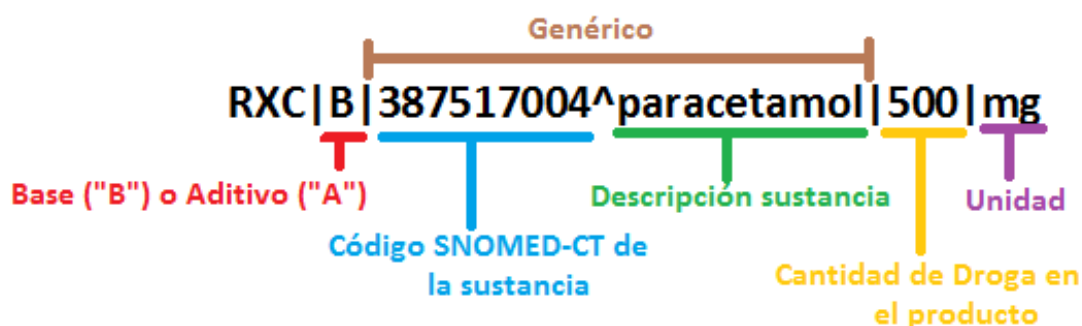 Genérico
RXC|B|387517004^paracetamol|500|mg
Base ("B") o Aditivo ("A")
Descripción sustancia
Unidad
Código SNOMED-CT de
la sustancia
Cantidad de Droga en
el producto